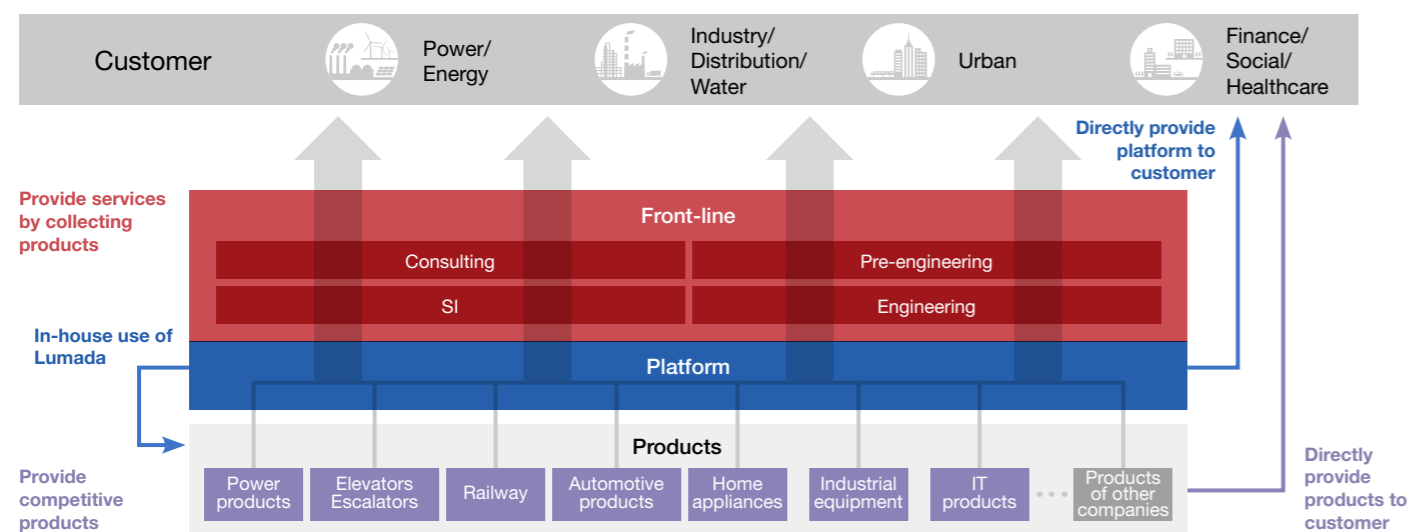 Customer
Power/
Energy
Industry/
Distribution/
Water
Urban
Finance/
Social/
Healthcare
Directly provide
platform to
customer
Provide services
by collecting
products
Front-line
Consulting
Pre-engineering
SI
Engineering
In-house use of
Lumada
Platform
Products
Provide
competitive
products
Power
products
Elevators
Escalators
Railway
Automotive
products
Home
appliances
Industrial
equipment
IT
products
Products
of other
companies
Directly
provide
products to
customer